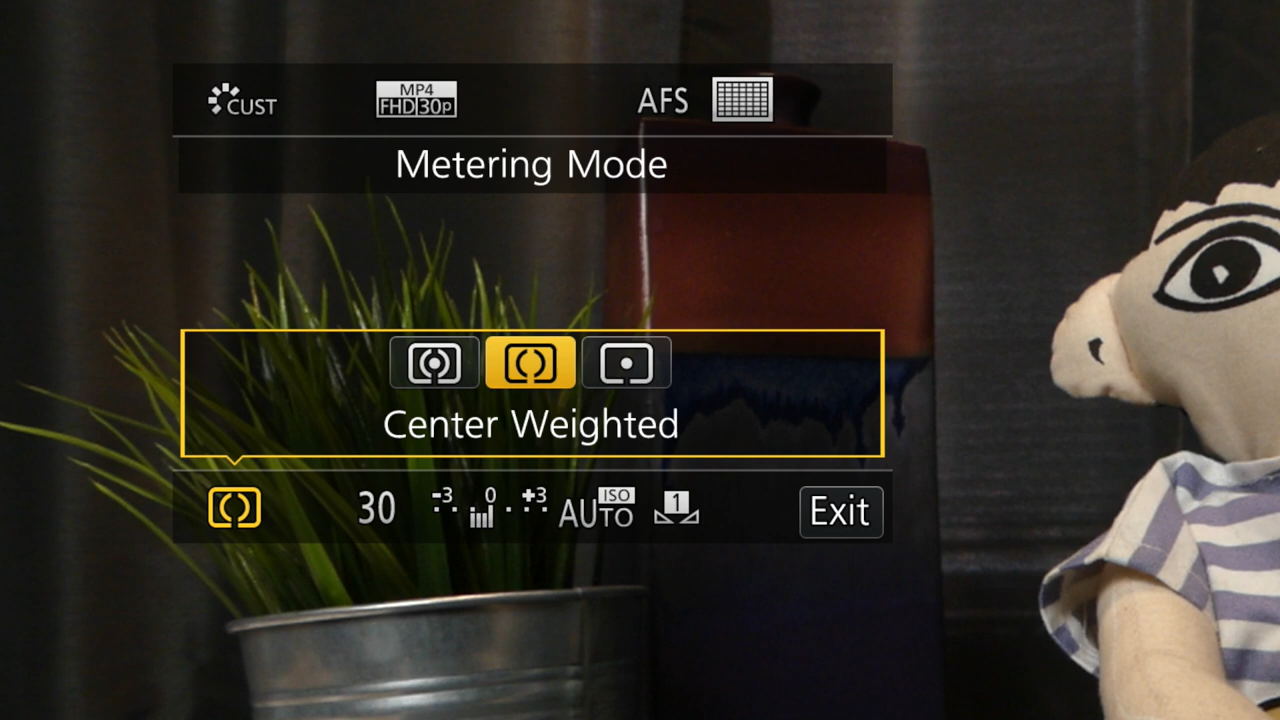 CUST MP4 AFS
FHD 30p
Metering Mode
Center Weighted
30 -3 0 +3 AUTO ISO 1 Exit